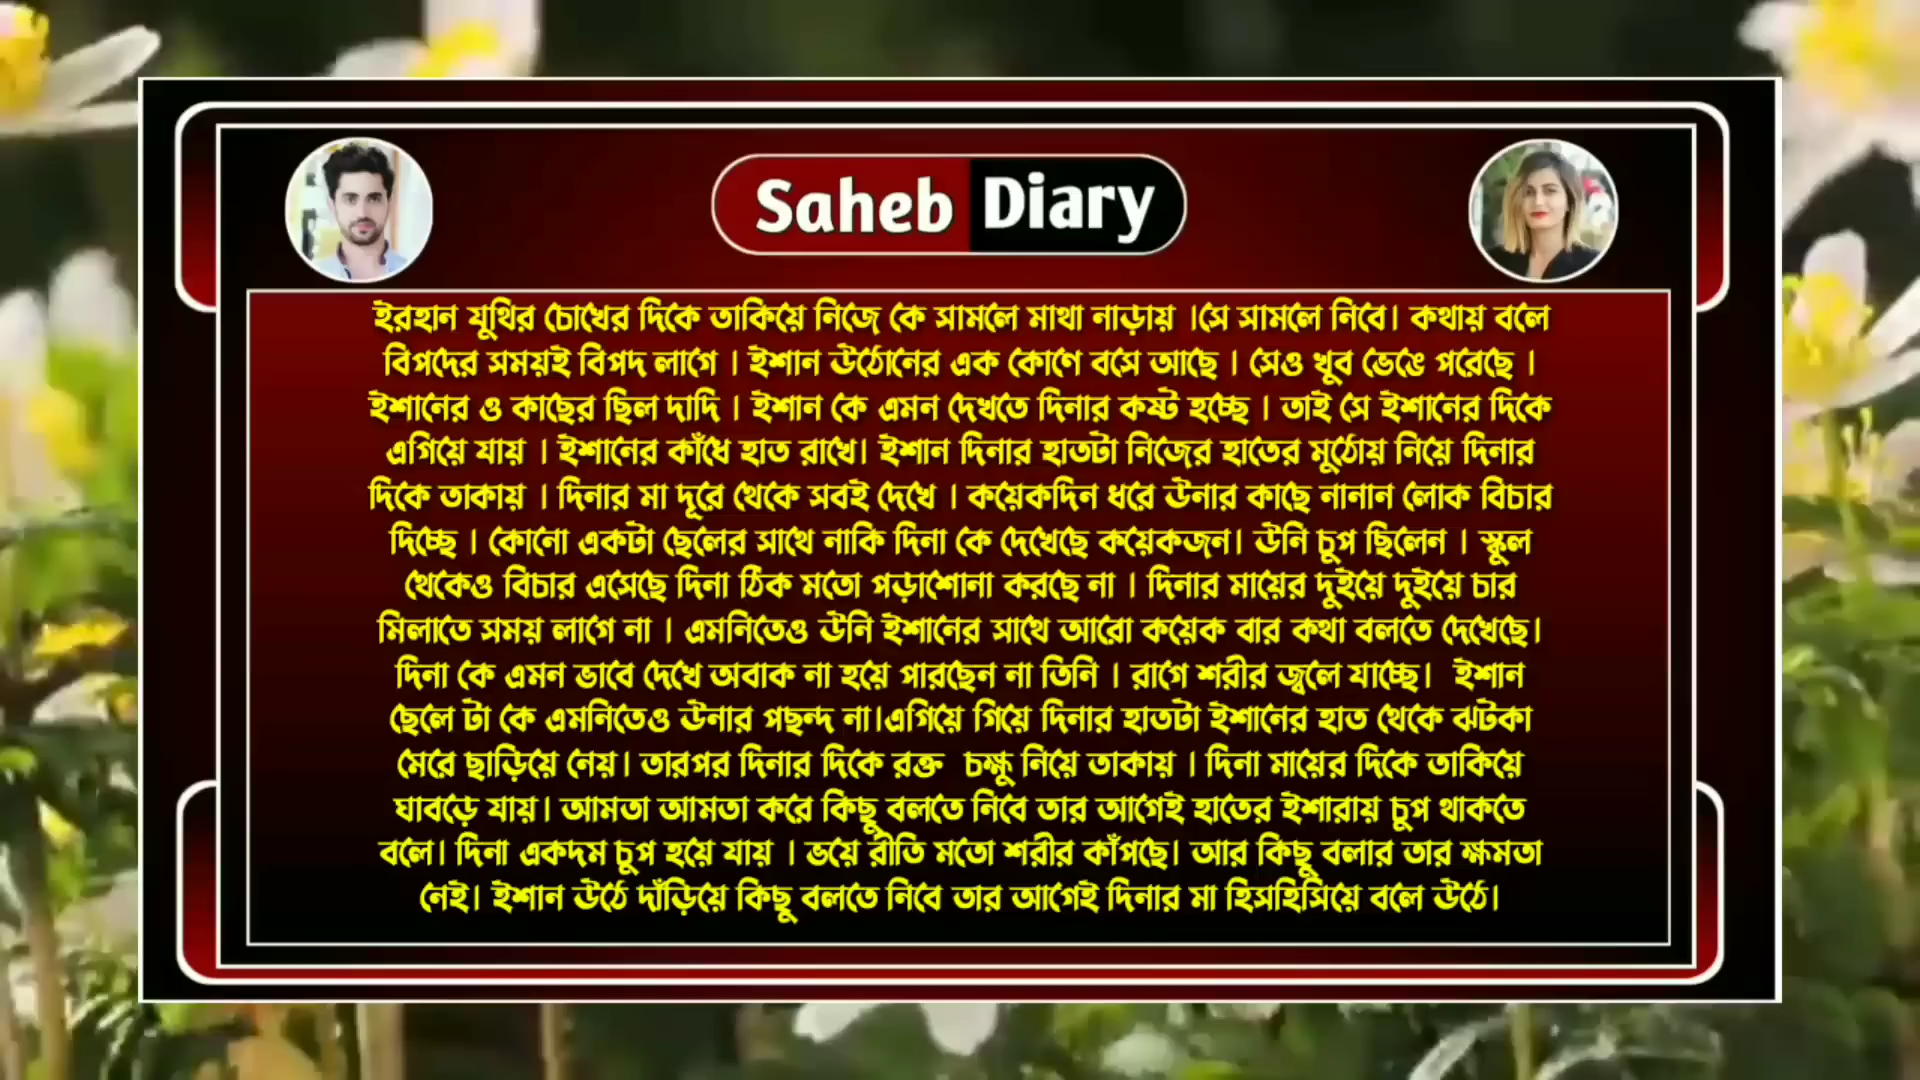 Saheb Diary
ইরহান যুথির চোখের দিকে তাকিয়ে নিজে কে সামলে মাথা নাড়ায় ।সে সামলে নিবে। কথায় বলে
বিপদের সময়ই বিপদ লাগে । ইশান উঠোনের এক কোণে বসে আছে । সেও খুব ভেঙে পরেছে ।
ইশানের ও কাছের ছিল দাদি । ইশান কে এমন দেখতে দিনার কষ্ট হচ্ছে । তাই সে ইশানের দিকে
এগিয়ে যায় । ইশানের কাঁধে হাত রাখে। ইশান দিনার হাতটা নিজের হাতের মুঠোয় নিয়ে দিনার
দিকে তাকায় । দিনার মা দূরে থেকে সবই দেখে । কয়েকদিন ধরে উনার কাছে নানান লোক বিচার
দিচ্ছে । কোনো একটা ছেলের সাথে নাকি দিনা কে দেখেছে কয়েকজন। উনি চুপ ছিলেন । স্কুল
থেকেও বিচার এসেছে দিনা ঠিক মতো পড়াশোনা করছে না । দিনার মায়ের দুইয়ে দুইয়ে চার
মিলাতে সময় লাগে না । এমনিতেও উনি ইশানের সাথে আরো কয়েক বার কথা বলতে দেখেছে।
দিনা কে এমন ভাবে দেখে অবাক না হয়ে পারছেন না তিনি । রাগে শরীর জ্বলে যাচ্ছে। ইশান
ছেলে টা কে এমনিতেও উনার পছন্দ না।এগিয়ে গিয়ে দিনার হাতটা ইশানের হাত থেকে ঝটকা
মেরে ছাড়িয়ে নেয়। তারপর দিনার দিকে রক্ত চক্ষু নিয়ে তাকায় । দিনা মায়ের দিকে তাকিয়ে
ঘাবড়ে যায়। আমতা আমতা করে কিছু বলতে নিবে তার আগেই হাতের ইশারায় চুপ থাকতে
বলে। দিনা একদম চুপ হয়ে যায় । ভয়ে রীতি মতো শরীর কাঁপছে। আর কিছু বলার তার ক্ষমতা
নেই। ইশান উঠে দাঁড়িয়ে কিছু বলতে নিবে তার আগেই দিনার মা হিসহিসিয়ে বলে উঠে।